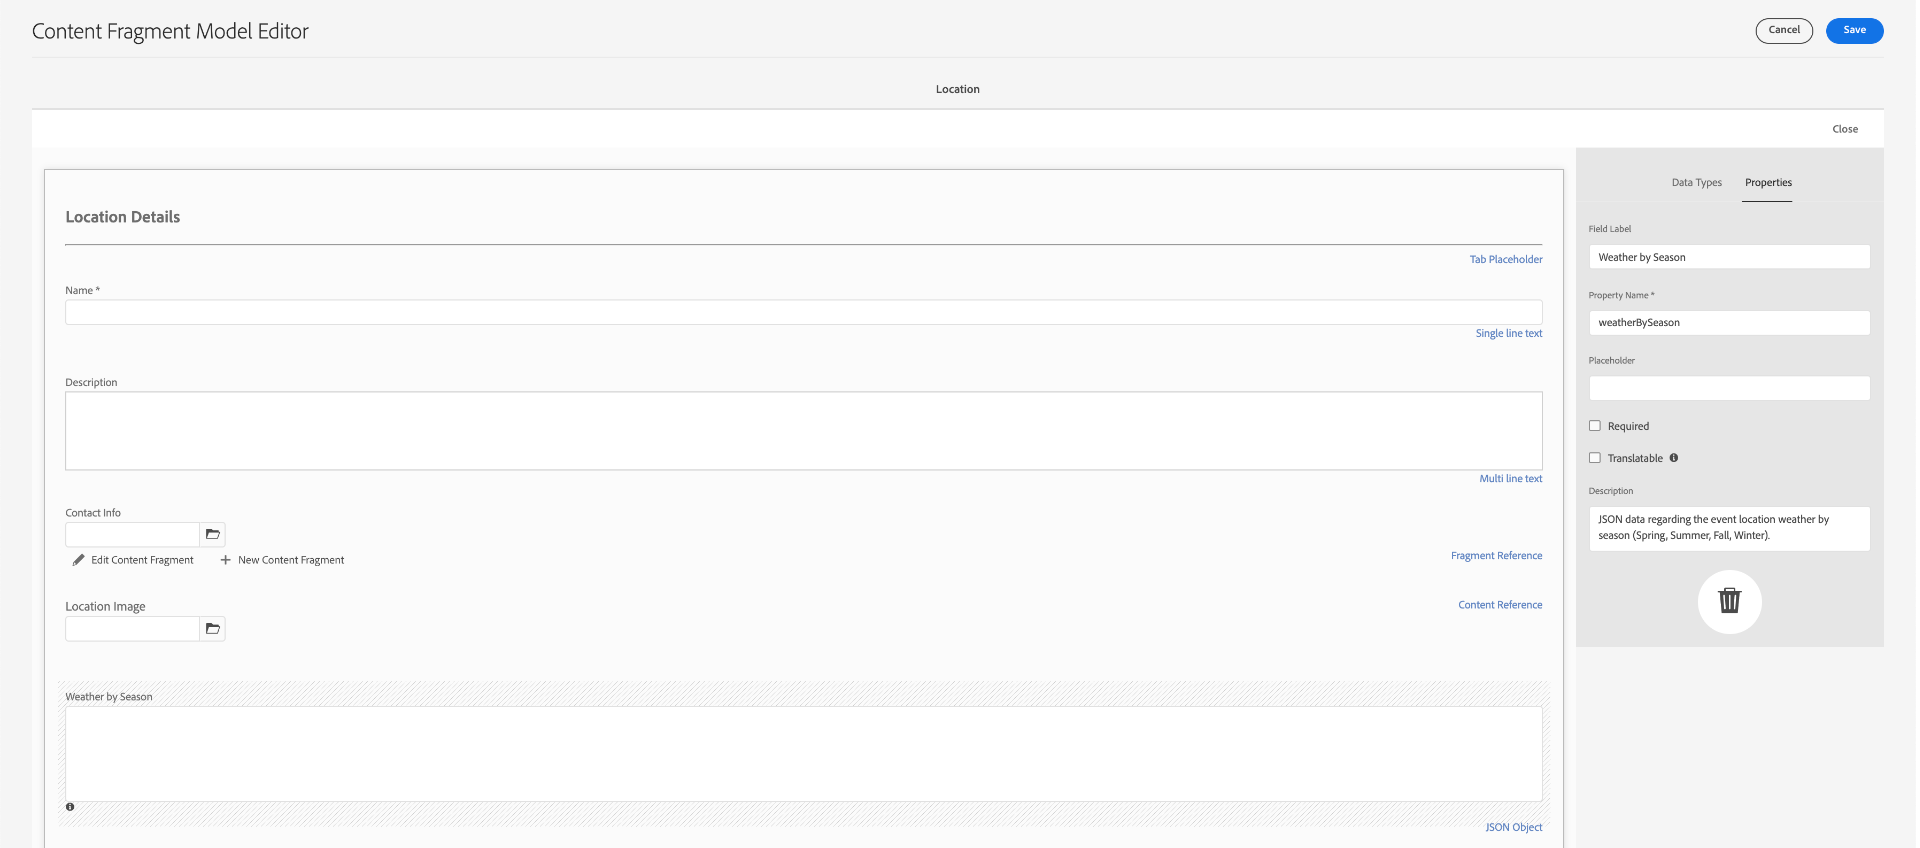 Content Fragment Model Editor
Cancel
Save
Location
Close
Location Details
Tab Placeholder
Name *
Single line text
Description
Multi line text
Contact Info
Edit Content Fragment
New Content Fragment
Fragment Reference
Location Image
Content Reference
Weather by Season
JSON Object
Data Types
Properties
Field Label
Weather by Season
Property Name *
weatherBySeason
Placeholder
Required
Translatable
Description
JSON data regarding the event location weather by
season (Spring, Summer, Fall, Winter).